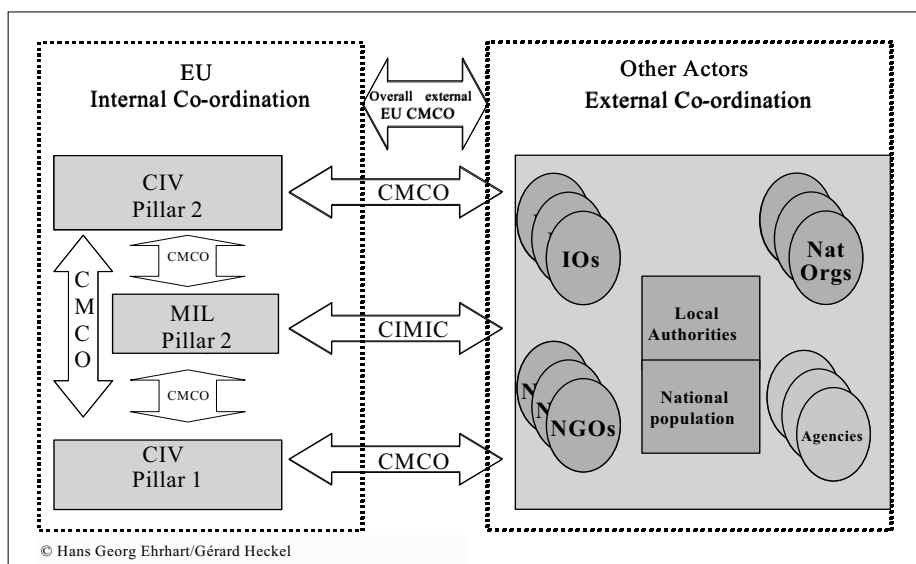 EU
Internal Co-ordination
Overall external
EU CMCO
Other Actors
External Co-ordination
CIV
Pillar 2
CMCO
CMCO
CMCO
MIL
Pillar 2
CIMIC
CMCO
CIV
Pillar 1
CMCO
IOs
Nat
Orgs
Local
Authorities
N
N
NGOs
National
population
Agencies
© Hans Georg Ehrhart/Gérard Heckel